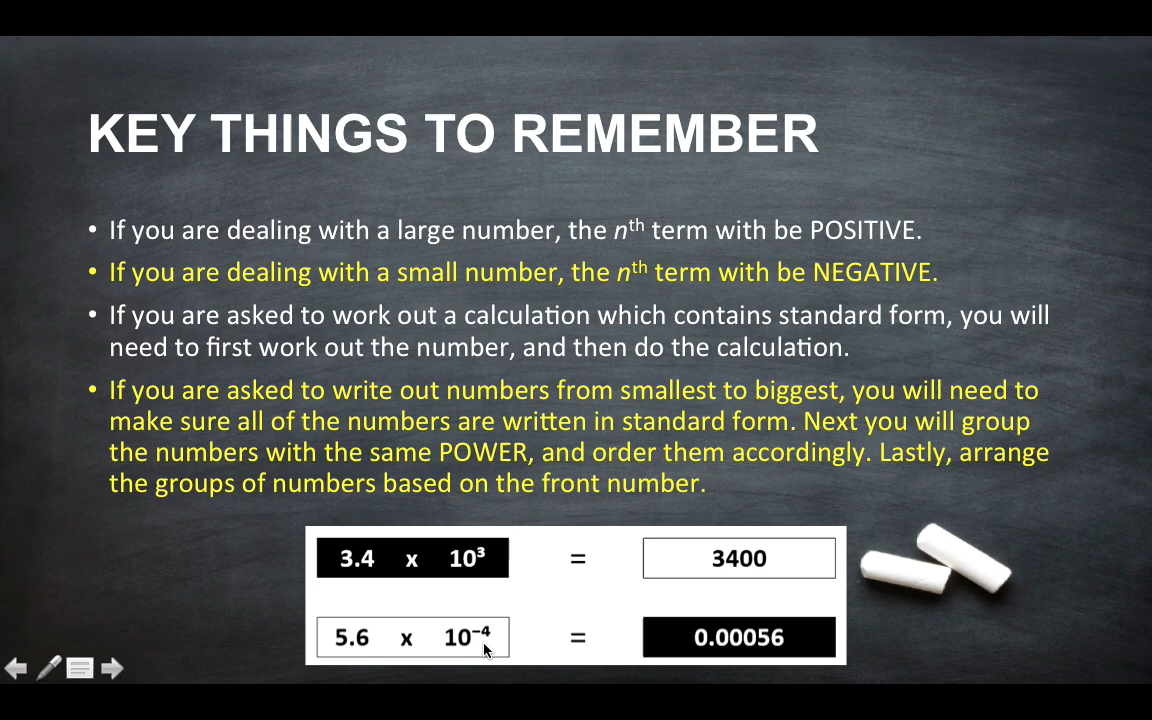 KEY THINGS TO REMEMBER
• If you are dealing with a large number, the nᵗʰ term with be POSITIVE.
• If you are dealing with a small number, the nᵗʰ term with be NEGATIVE.
• If you are asked to work out a calculation which contains standard form, you will
need to first work out the number, and then do the calculation.
• If you are asked to write out numbers from smallest to biggest, you will need to
make sure all of the numbers are written in standard form. Next you will group
the numbers with the same POWER, and order them accordingly. Lastly, arrange
the groups of numbers based on the front number.
3.4 x 10³ = 3400
5.6 x 10⁻⁴ = 0.00056